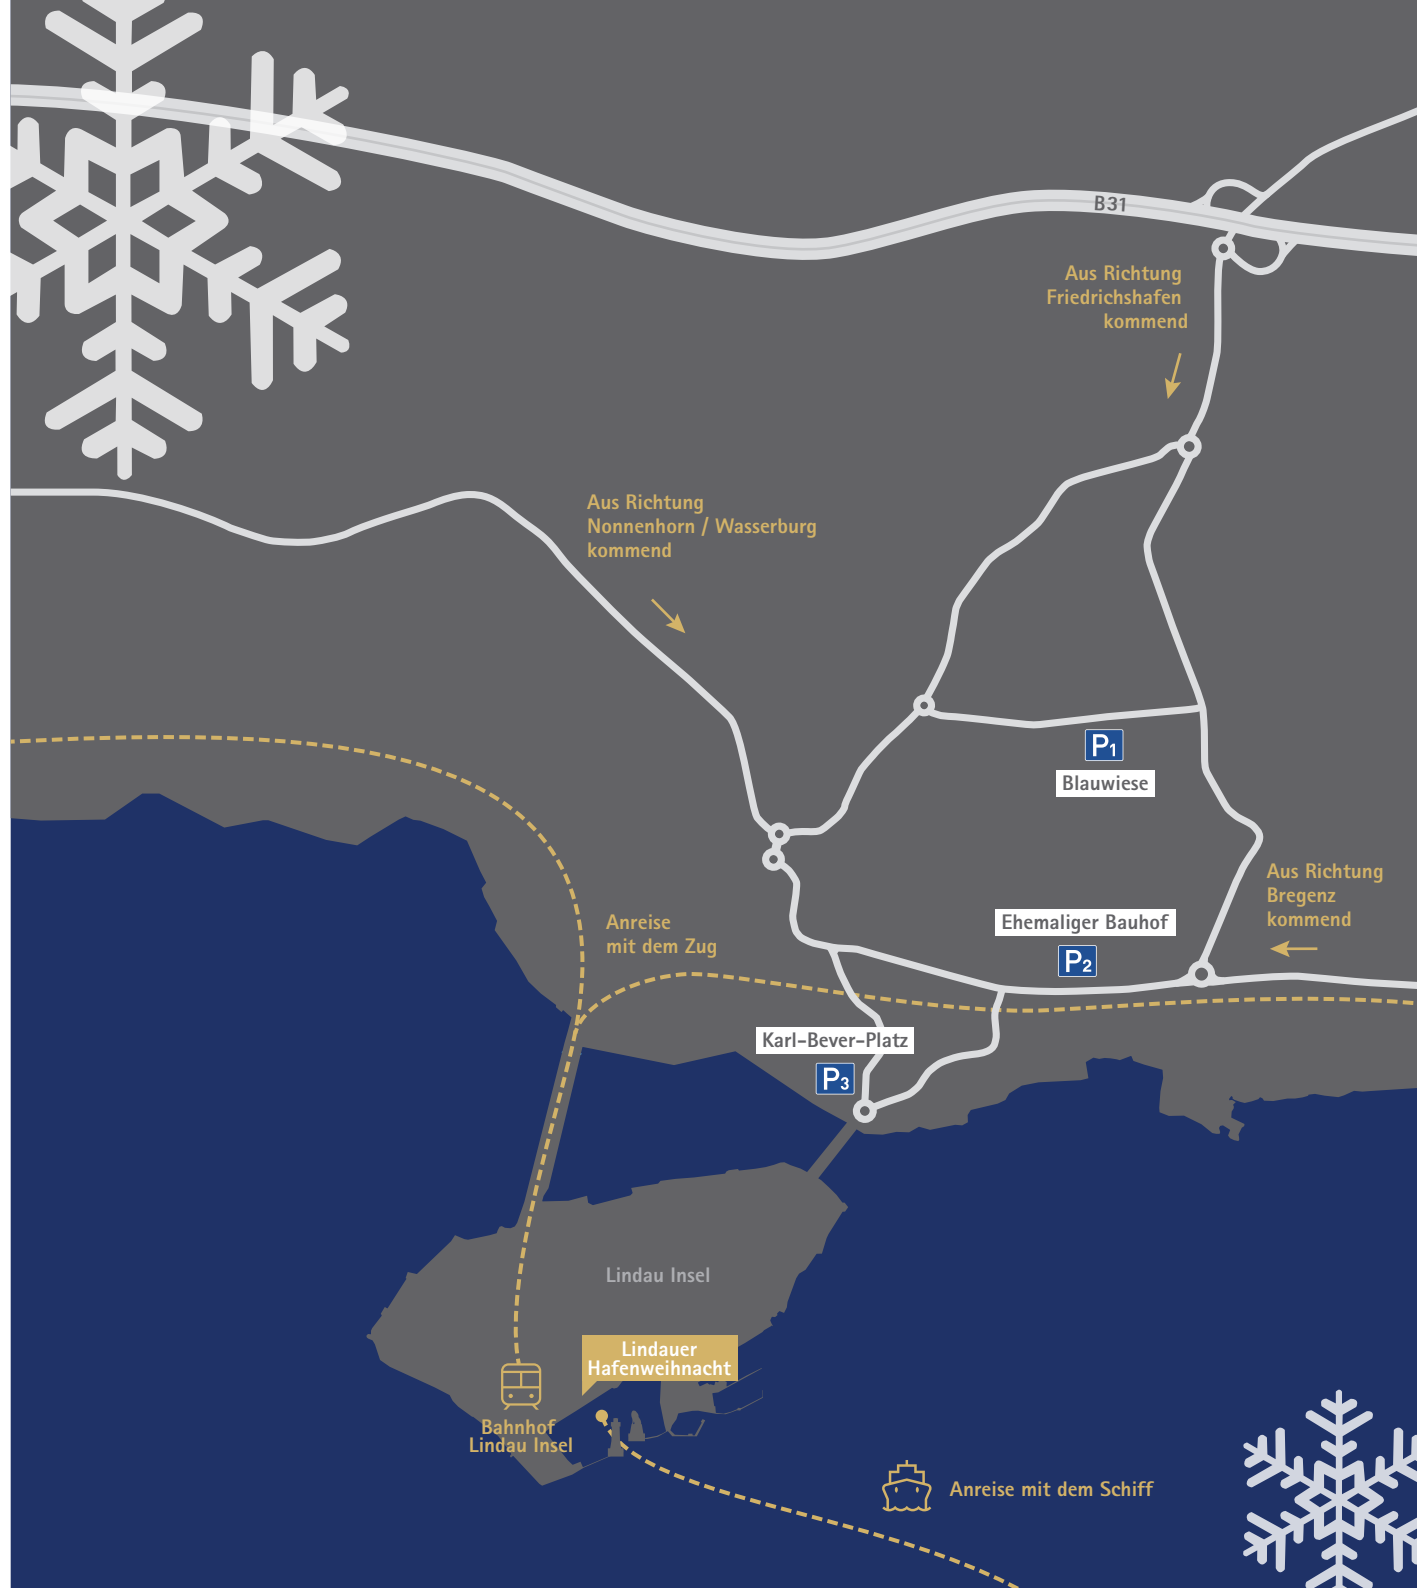 B31
Aus Richtung
Friedrichshafen
kommend
Aus Richtung
Nonnenhorn / Wasserburg
kommend
P1
Blauwiese
Aus Richtung
Bregenz
kommend
Ehemaliger Bauhof
P2
Anreise
mit dem Zug
Karl-Bever-Platz
P3
Lindau Insel
Lindauer
Hafenweihnacht
Bahnhof
Lindau Insel
Anreise mit dem Schiff